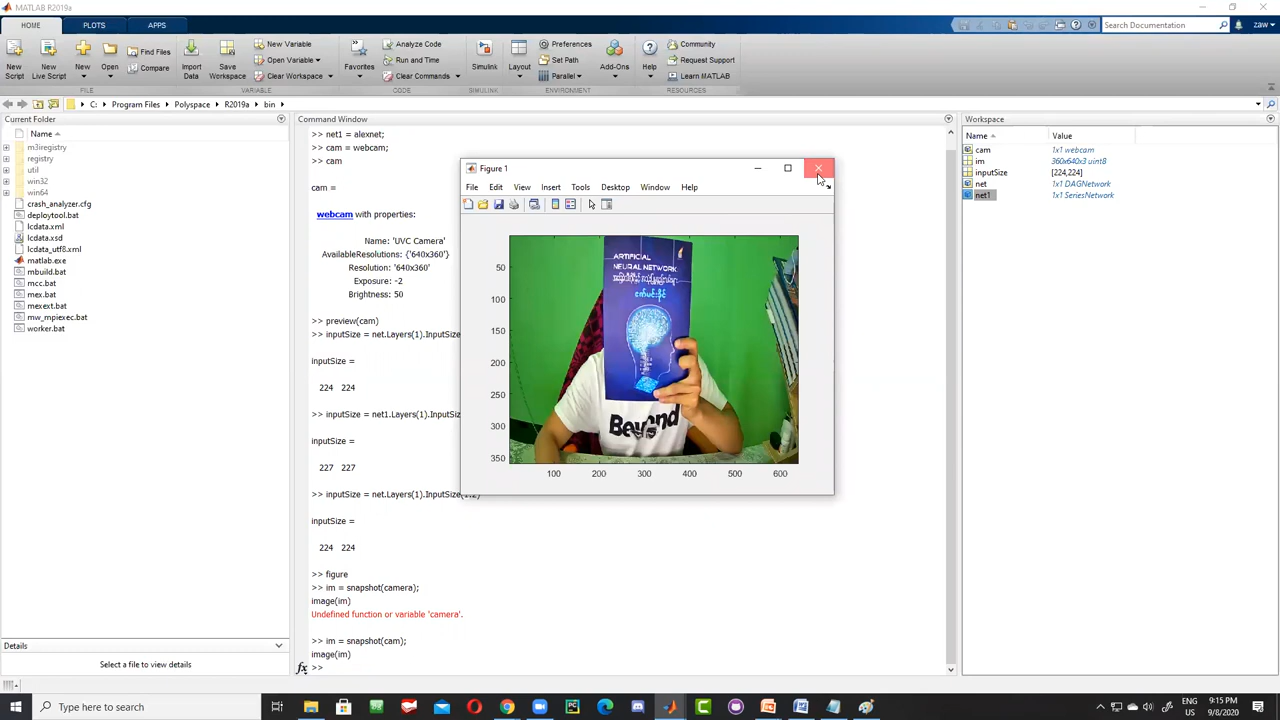 MATLAB R2019a
HOME
PLOTS
APPS
Search Documentation
zaw
New Script
New Live Script
New
Open
Find Files
Compare
Import Data
Save Workspace
New Variable
Open Variable
Clear Workspace
Favorites
Analyze Code
Run and Time
Clear Commands
Simulink
Layout
Preferences
Set Path
Parallel
Add-Ons
Help
Community
Request Support
Learn MATLAB
FILE
VARIABLE
CODE
SIMULINK
ENVIRONMENT
RESOURCES
C: Program Files Polyspace R2019a bin
Current Folder
Name
m3iregistry
registry
util
win32
win64
crash_analyzer.cfg
deploytool.bat
lcdata.xml
lcdata.xsd
lcdata_utf8.xml
matlab.exe
mbuild.bat
mcc.bat
mex.bat
mexext.bat
mw_mpiexec.bat
worker.bat
Details
Select a file to view details
Command Window
>> net1 = alexnet;
>> cam = webcam;
>> cam
cam =
webcam with properties:
Name: 'UVC Camera'
AvailableResolutions: {'640x360'}
Resolution: '640x360'
Exposure: -2
Brightness: 50
>> preview(cam)
>> inputSize = net.Layers(1).InputSize
inputSize =
224 224
>> inputSize = net1.Layers(1).InputSize
inputSize =
227 227
>> inputSize = net.Layers(1).InputSize(1:2)
inputSize =
224 224
>> figure
>> im = snapshot(camera);
image(im)
Undefined function or variable 'camera'.
>> im = snapshot(cam);
image(im)
>>
Figure 1
File Edit View Insert Tools Desktop Window Help
50
100
150
200
250
300
350
100 200 300 400 500 600
ARTIFICIAL
NEURAL NETWORK
Beyond
Workspace
Name Value
cam 1x1 webcam
im 360x640x3 uint8
inputSize [224,224]
net 1x1 DAGNetwork
net1 1x1 SeriesNetwork
Type here to search
ENG
US
9:15 PM
9/8/2020